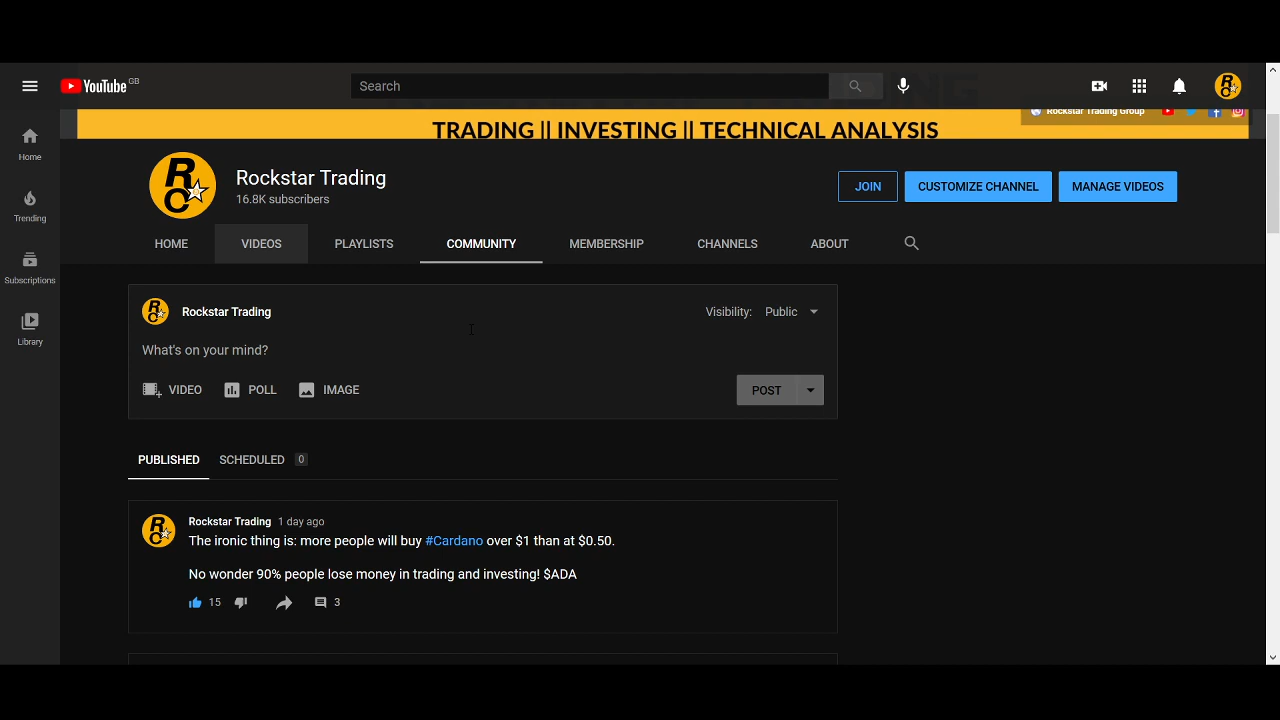 YouTube GB
Search
Rockstar Trading Group
TRADING || INVESTING || TECHNICAL ANALYSIS
Home
Trending
Subscriptions
Library
Rockstar Trading
16.8K subscribers
JOIN
CUSTOMIZE CHANNEL
MANAGE VIDEOS
HOME
VIDEOS
PLAYLISTS
COMMUNITY
MEMBERSHIP
CHANNELS
ABOUT
Rockstar Trading
Visibility: Public
What's on your mind?
VIDEO
POLL
IMAGE
POST
PUBLISHED
SCHEDULED 0
Rockstar Trading 1 day ago
The ironic thing is: more people will buy #Cardano over $1 than at $0.50.
No wonder 90% people lose money in trading and investing! $ADA
15
3